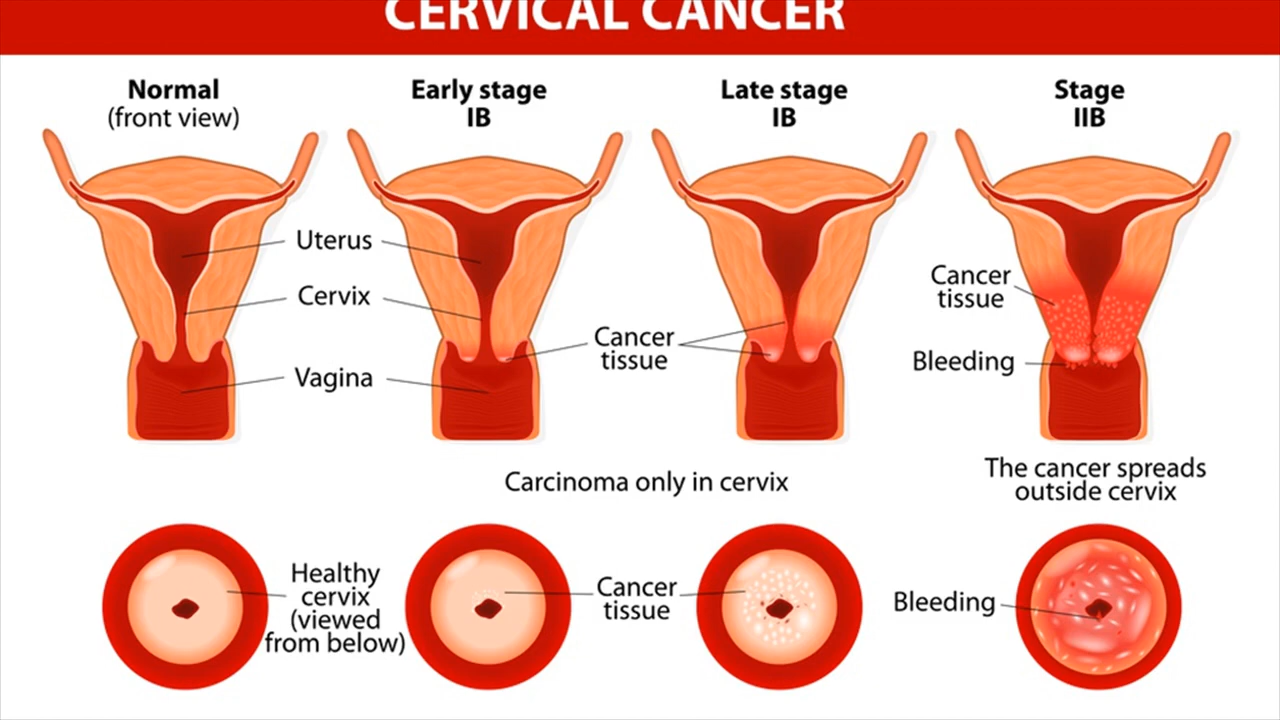 CERVICAL CANCER
Normal
(front view)
Early stage
IB
Late stage
IB
Stage
IIB
Uterus
Cervix
Vagina
Cancer
tissue
Cancer
tissue
Bleeding
Carcinoma only in cervix
The cancer spreads
outside cervix
Healthy
cervix
(viewed
from below)
Cancer
tissue
Bleeding